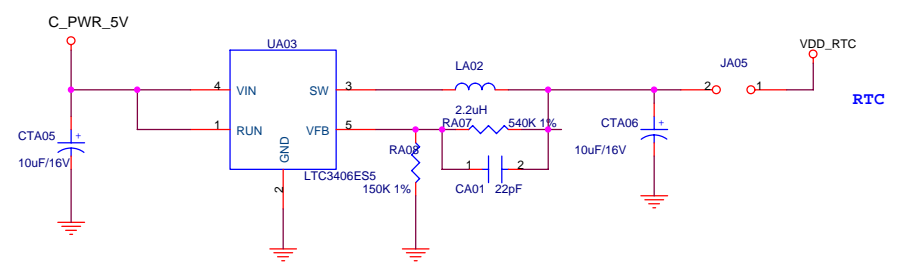 C_PWR_5V
UA03
VDD_RTC
JA05
LA02
4
VIN
SW
3
2
1
RTC
2.2uH
CTA05
+
1
RUN
VFB
5
RA07
540K 1%
CTA06
+
10uF/16V
GND
RA08
10uF/16V
1
2
LTC3406ES5
2
150K 1%
CA01
22pF